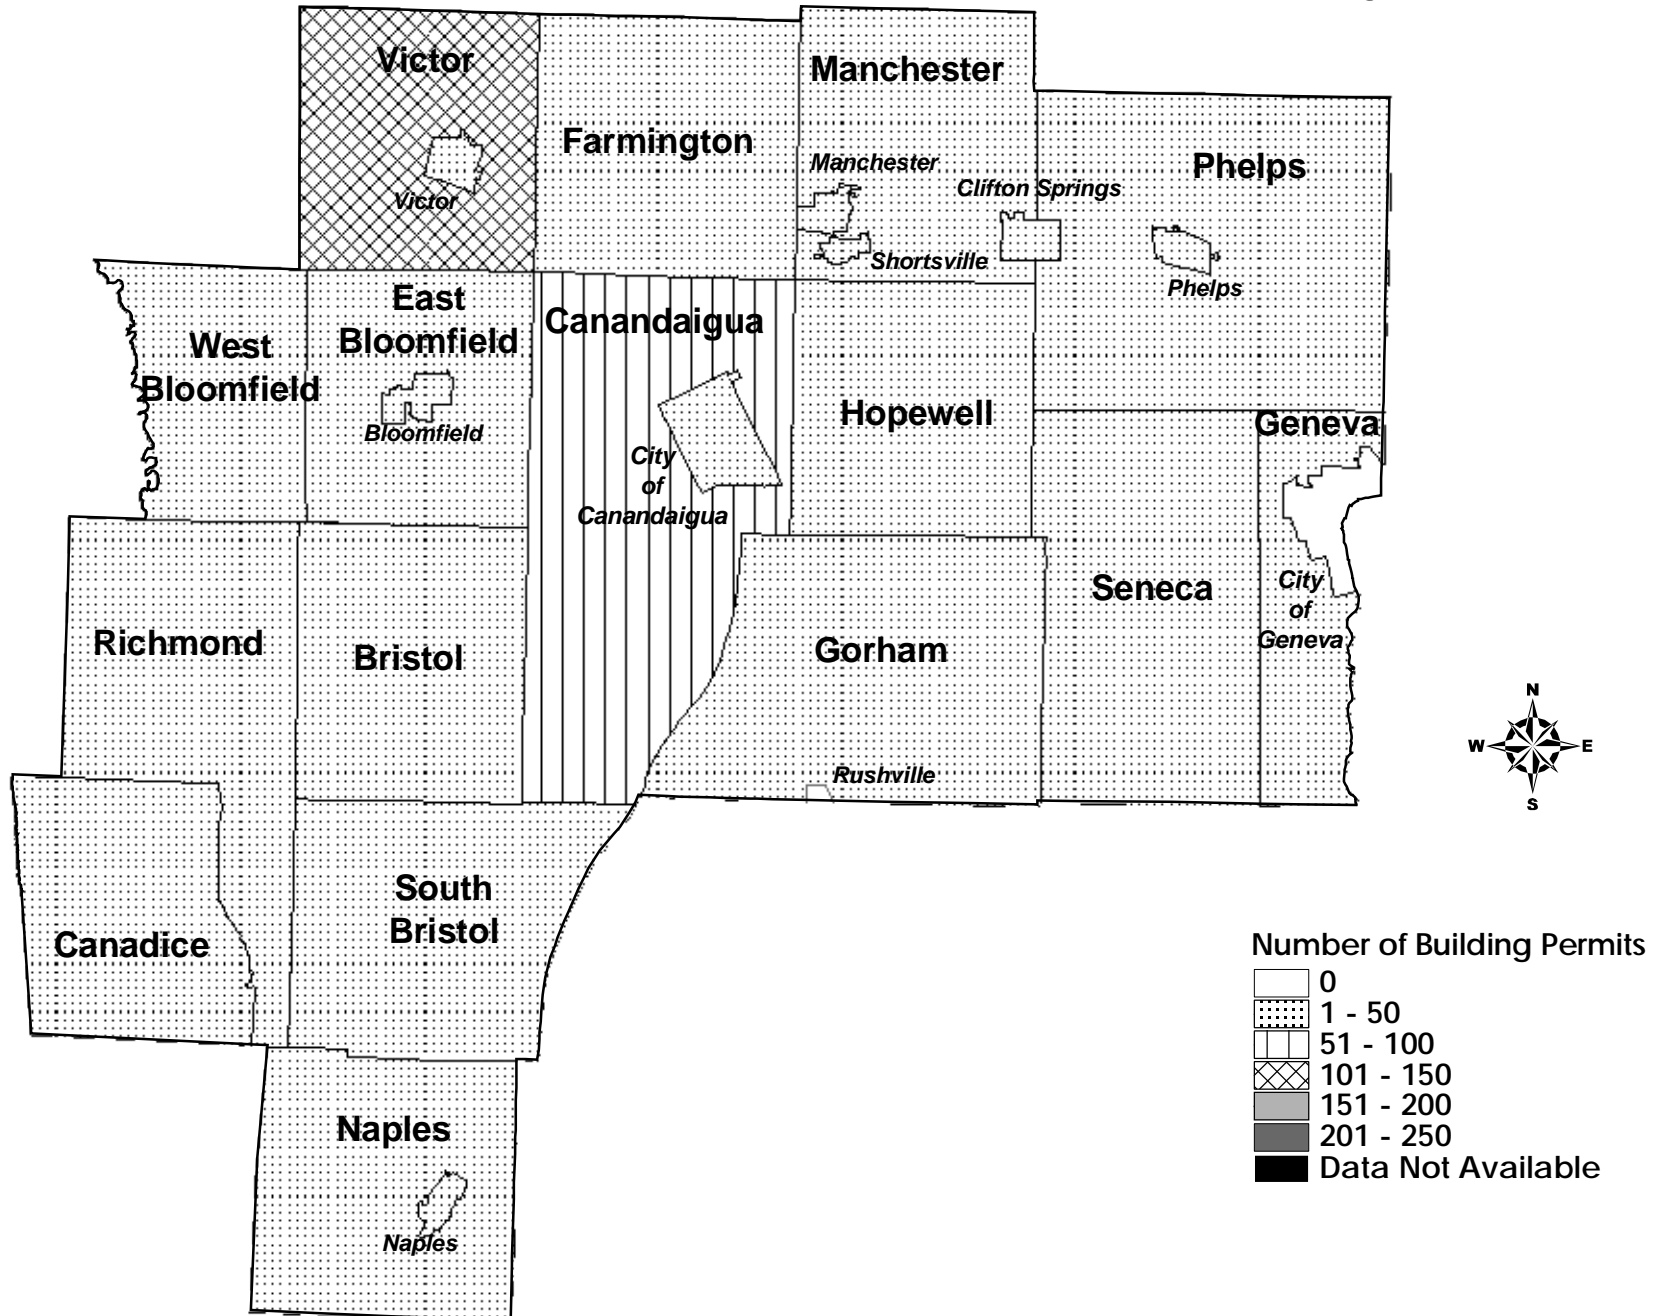 Victor
Manchester
Farmington
Phelps
Manchester
Clifton Springs
Victor
Shortsville
Phelps
East
Bloomfield
Canandaigua
West
Bloomfield
Hopewell
Geneva
Bloomfield
City
of
Canandaigua
Seneca
City
of
Geneva
Richmond
Bristol
Gorham
Rushville
N
W
E
S
South
Bristol
Canadice
Number of Building Permits
0
1 - 50
51 - 100
101 - 150
151 - 200
201 - 250
Data Not Available
Naples
Naples